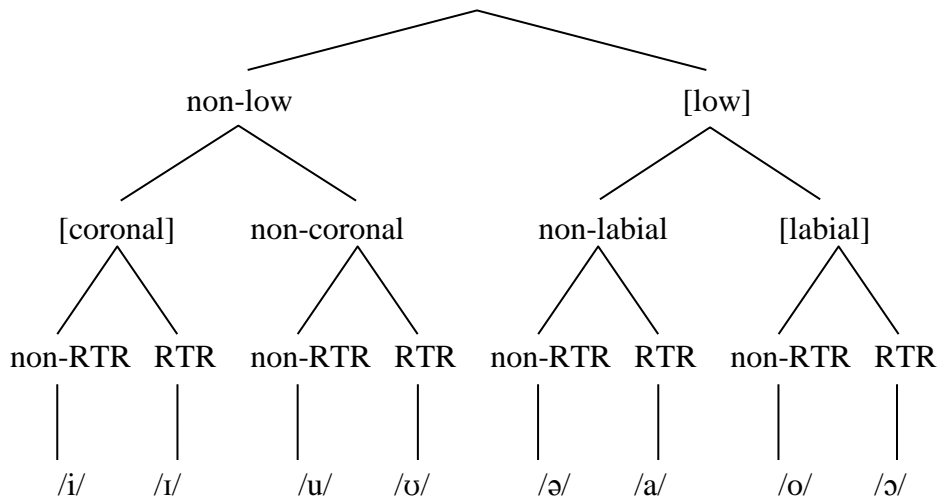 non-low [low]
[coronal] non-coronal non-labial [labial]
non-RTR RTR non-RTR RTR non-RTR RTR non-RTR RTR
/i/ /ɪ/ /u/ /ʊ/ /ə/ /a/ /o/ /ɔ/